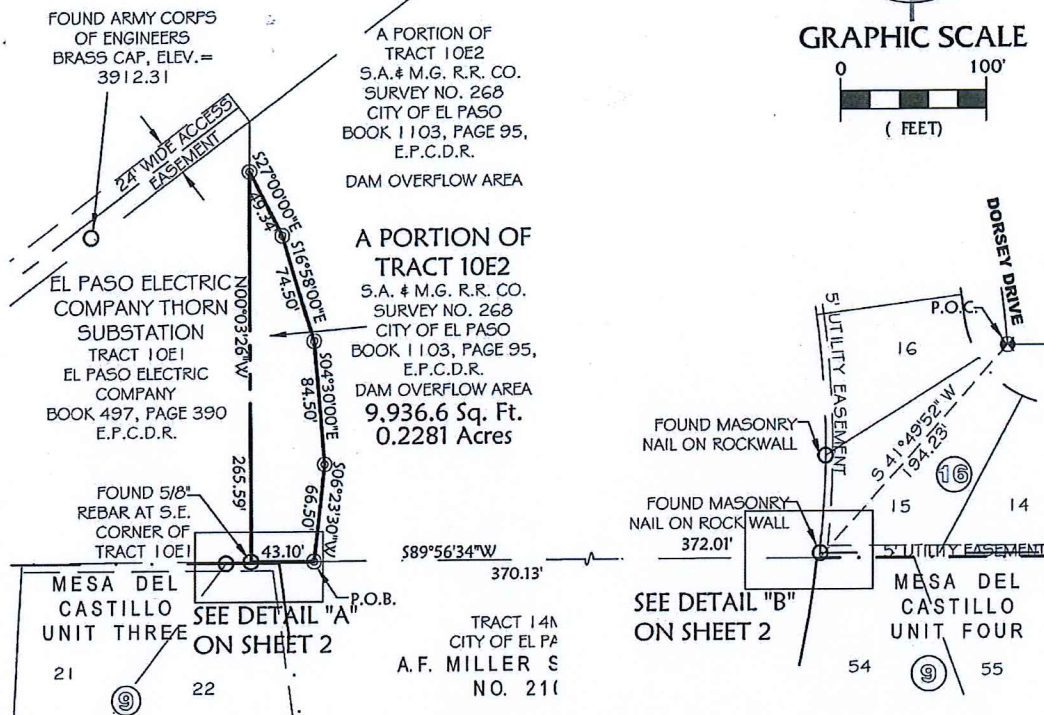 FOUND ARMY CORPS
OF ENGINEERS
BRASS CAP, ELEV.=
3912.31
A PORTION OF
TRACT 10E2
S.A.& M.G. R.R. CO.
SURVEY NO. 268
CITY OF EL PASO
BOOK 1103, PAGE 95,
E.P.C.D.R.
DAM OVERFLOW AREA
GRAPHIC SCALE
0 100'
( FEET)
24' WIDE ACCESS
EASEMENT
S27°00'00"E
49.34'
S16°58'00"E
74.50'
S04°30'00"E
84.50'
S06°23'30"W
66.50'
N00°03'26"W
265.59'
EL PASO ELECTRIC
COMPANY THORN
SUBSTATION
TRACT 10E1
EL PASO ELECTRIC
COMPANY
BOOK 497, PAGE 390
E.P.C.D.R.
A PORTION OF
TRACT 10E2
S.A. & M.G. R.R. CO.
SURVEY NO. 268
CITY OF EL PASO
BOOK 1103, PAGE 95,
E.P.C.D.R.
DAM OVERFLOW AREA
9,936.6 Sq. Ft.
0.2281 Acres
DORSEY DRIVE
P.O.C.
5' UTILITY EASEMENT
16
S 41°49'52" W
194.23'
16
15
14
FOUND MASONRY
NAIL ON ROCKWALL
FOUND MASONRY
NAIL ON ROCK WALL
372.01'
FOUND 5/8"
REBAR AT S.E.
CORNER OF
TRACT 10E1
43.10'
S89°56'34"W
370.13'
5' UTILITY EASEMENT
P.O.B.
MESA DEL
CASTILLO
UNIT THREE
SEE DETAIL "A"
ON SHEET 2
TRACT 14
CITY OF EL PA
A.F. MILLER S
NO. 21
SEE DETAIL "B"
ON SHEET 2
MESA DEL
CASTILLO
UNIT FOUR
21
22
9
54
9
55